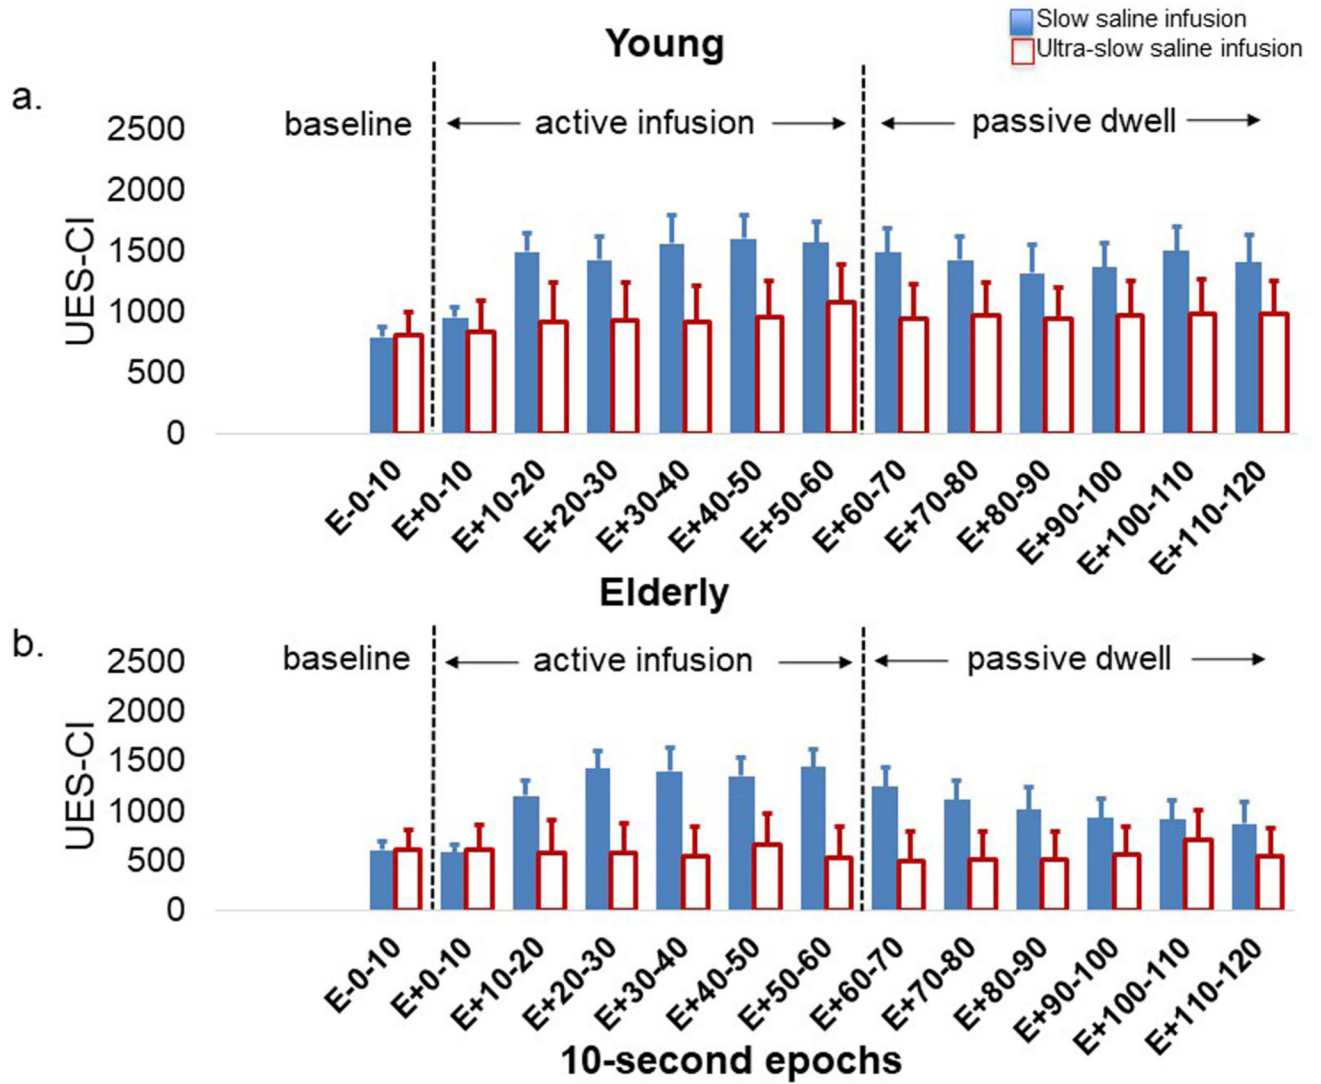 Slow saline infusion
Ultra-slow saline infusion
Young
a.
baseline
active infusion
passive dwell
2500
2000
1500
1000
500
0
UES-CI
E-0-10
E+0-10
E+10-20
E+20-30
E+30-40
E+40-50
E+50-60
E+60-70
E+70-80
E+80-90
E+90-100
E+100-110
E+110-120
Elderly
b.
baseline
active infusion
passive dwell
2500
2000
1500
1000
500
0
UES-CI
E-0-10
E+0-10
E+10-20
E+20-30
E+30-40
E+40-50
E+50-60
E+60-70
E+70-80
E+80-90
E+90-100
E+100-110
E+110-120
10-second epochs